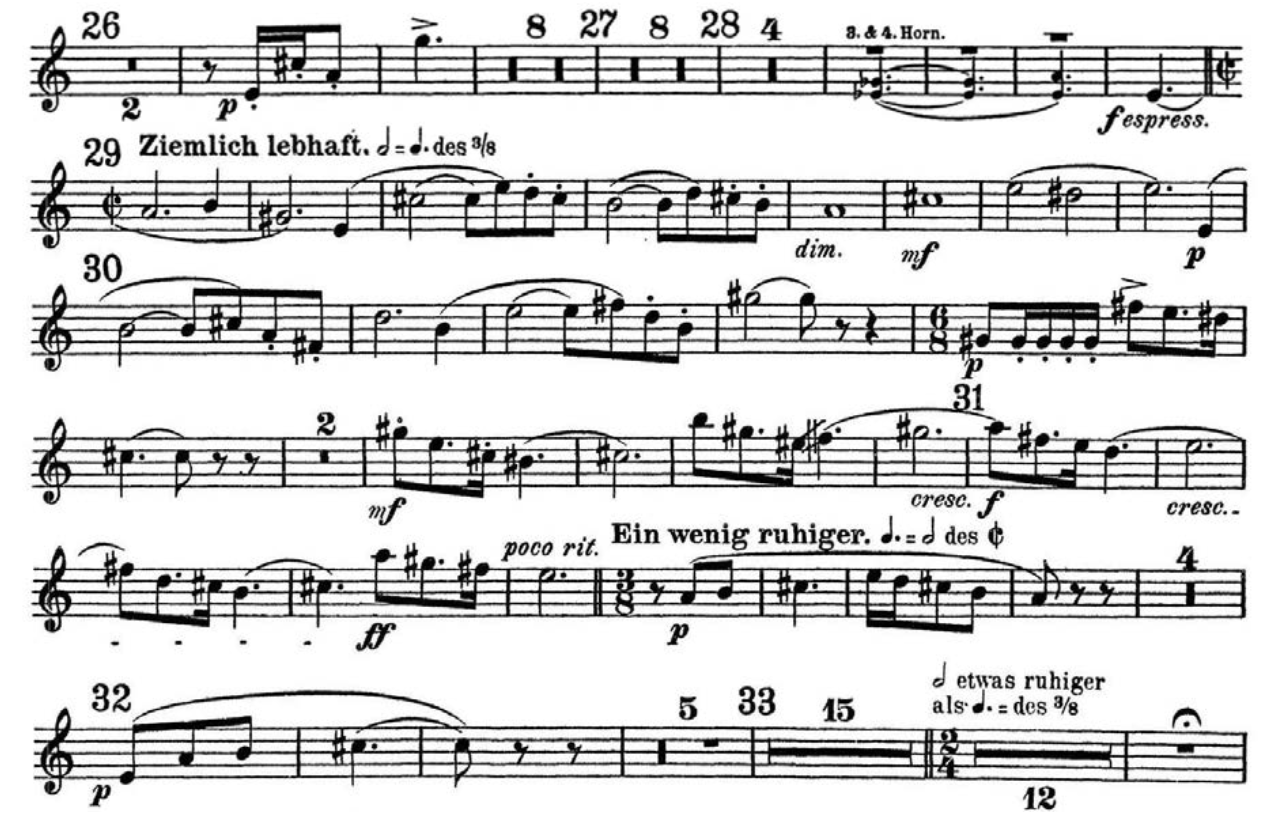 26 8 27 8 28 4 3. & 4. Horn.
2 p f espress.
29 Ziemlich lebhaft. 𝅗𝅥 = ♩. des 3/8
dim. mf p
30
6 8
p
31
2
mf cresc. f cresc.
poco rit. Ein wenig ruhiger. ♩. = 𝅗𝅥 des 𝄵
3 8 4
ff p
32 𝅗𝅥 etwas ruhiger
5 33 15 als ♩. = des 3/8
2 4
p 12